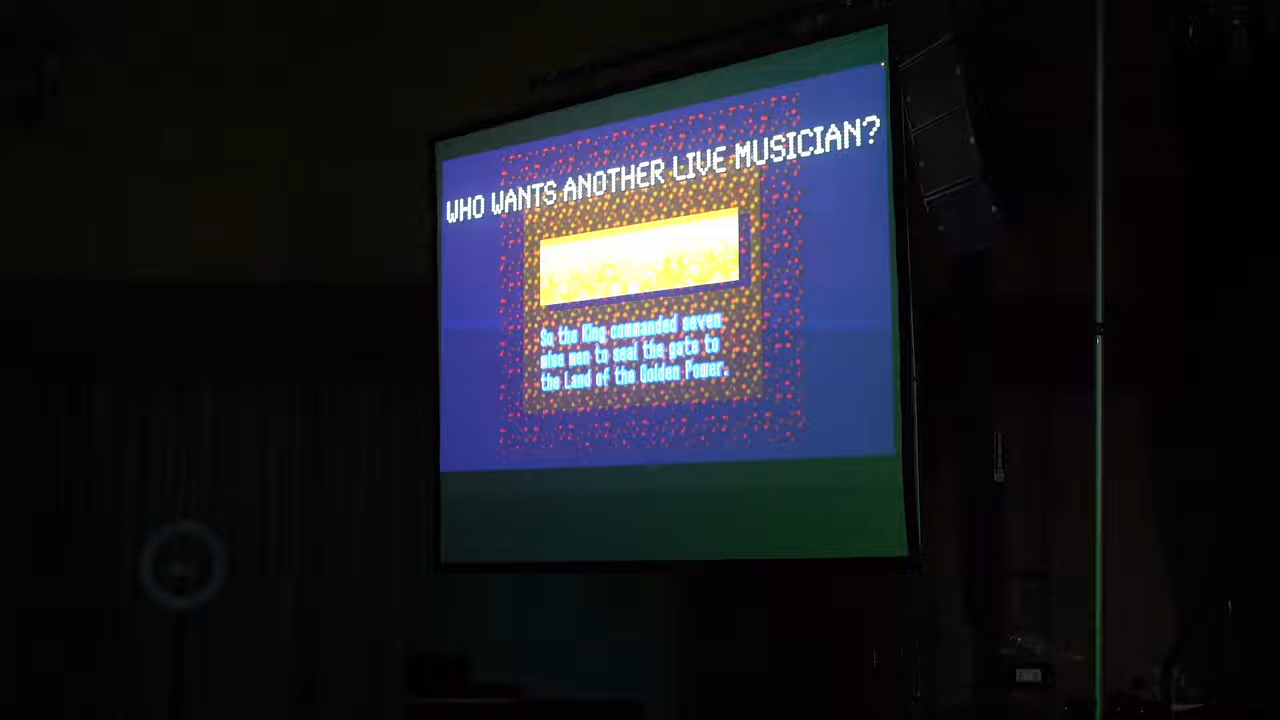 WHO WANTS ANOTHER LIVE MUSICIAN?
So the King commanded seven
wise men to seal the gate to
the Land of the Golden Power.